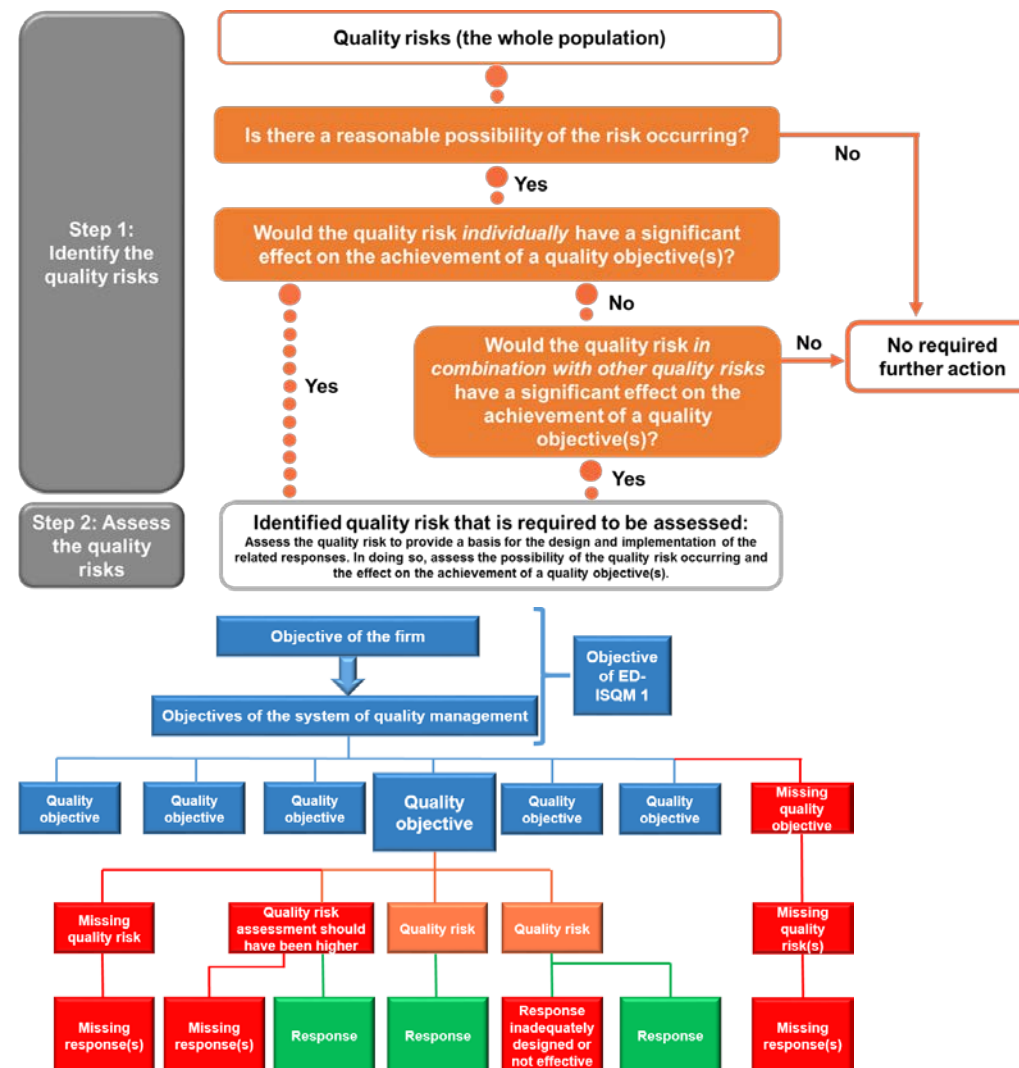 Quality risks (the whole population)
Is there a reasonable possibility of the risk occurring?
No
Yes
Step 1:
Identify the
quality risks
Would the quality risk individually have a significant
effect on the achievement of a quality objective(s)?
No
Yes
Would the quality risk in
combination with other quality risks
have a significant effect on the
achievement of a quality
objective(s)?
No
No required
further action
Yes
Step 2: Assess
the quality
risks
Identified quality risk that is required to be assessed:
Assess the quality risk to provide a basis for the design and implementation of the
related responses. In doing so, assess the possibility of the quality risk occurring and
the effect on the achievement of a quality objective(s).
Objective of the firm
Objectives of the system of quality management
Objective
of ED-
ISQM 1
Quality
objective
Quality
objective
Quality
objective
Quality
objective
Quality
objective
Quality
objective
Missing
quality
objective
Missing
quality risk
Quality risk
assessment should
have been higher
Quality risk
Quality risk
Missing
quality
risk(s)
Missing
response(s)
Missing
response(s)
Response
Response
Response
inadequately
designed or
not effective
Response
Missing
response(s)